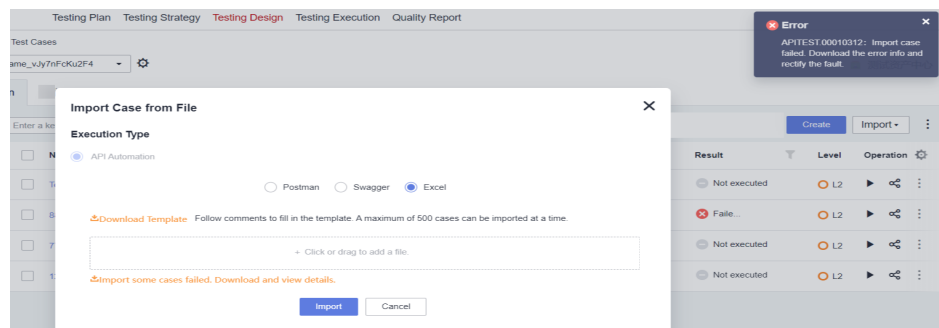 Testing Plan Testing Strategy Testing Design Testing Execution Quality Report
Error
APITEST.00010312: Import case
failed. Download the error info and
rectify the fault.
Test Cases
ame_vJy7nFcKu2F4
Import Case from File
Execution Type
API Automation
Postman Swagger Excel
Download Template Follow comments to fill in the template. A maximum of 500 cases can be imported at a time.
+ Click or drag to add a file.
Import some cases failed. Download and view details.
Import Cancel
Enter a ke
Create Import
N Result Level Operation
Not executed L2
8 Faile... L2
7 Not executed L2
1 Not executed L2